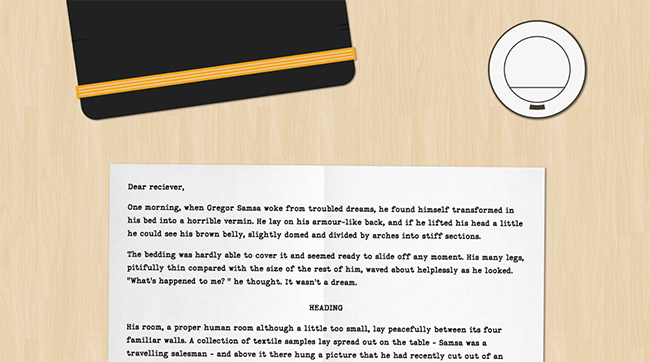 Dear reciever,
One morning, when Gregor Samsa woke from troubled dreams, he found himself transformed in
his bed into a horrible vermin. He lay on his armour-like back, and if he lifted his head a little
he could see his brown belly, slightly domed and divided by arches into stiff sections.
The bedding was hardly able to cover it and seemed ready to slide off any moment. His many legs,
pitifully thin compared with the size of the rest of him, waved about helplessly as he looked.
"What's happened to me? " he thought. It wasn't a dream.
HEADING
His room, a proper human room although a little too small, lay peacefully between its four
familiar walls. A collection of textile samples lay spread out on the table - Samsa was a
travelling salesman - and above it there hung a picture that he had recently cut out of an